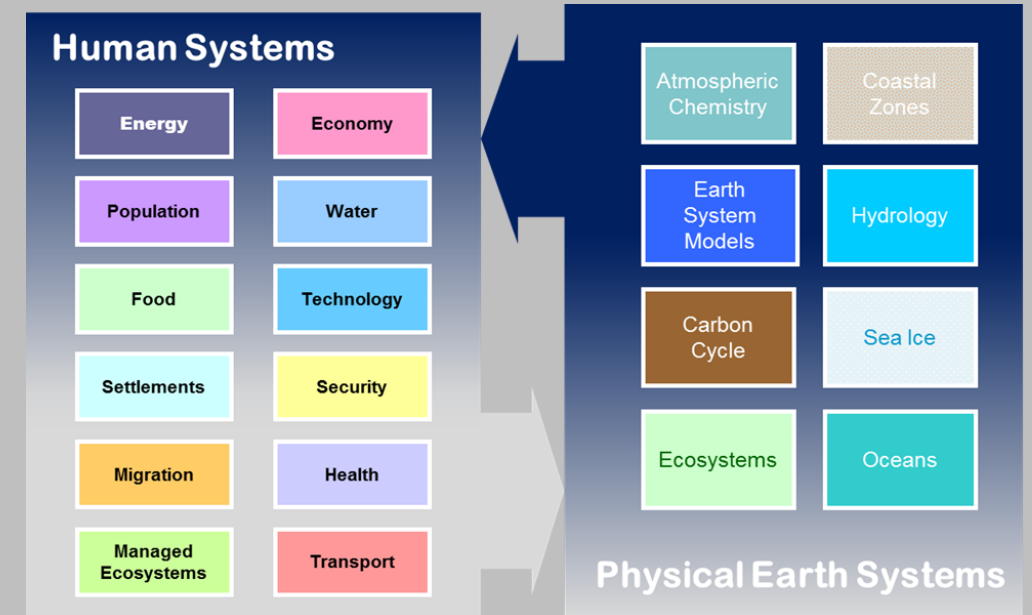 Human Systems
Energy
Economy
Population
Water
Food
Technology
Settlements
Security
Migration
Health
Managed
Ecosystems
Transport
Atmospheric
Chemistry
Coastal
Zones
Earth
System
Models
Hydrology
Carbon
Cycle
Sea Ice
Ecosystems
Oceans
Physical Earth Systems